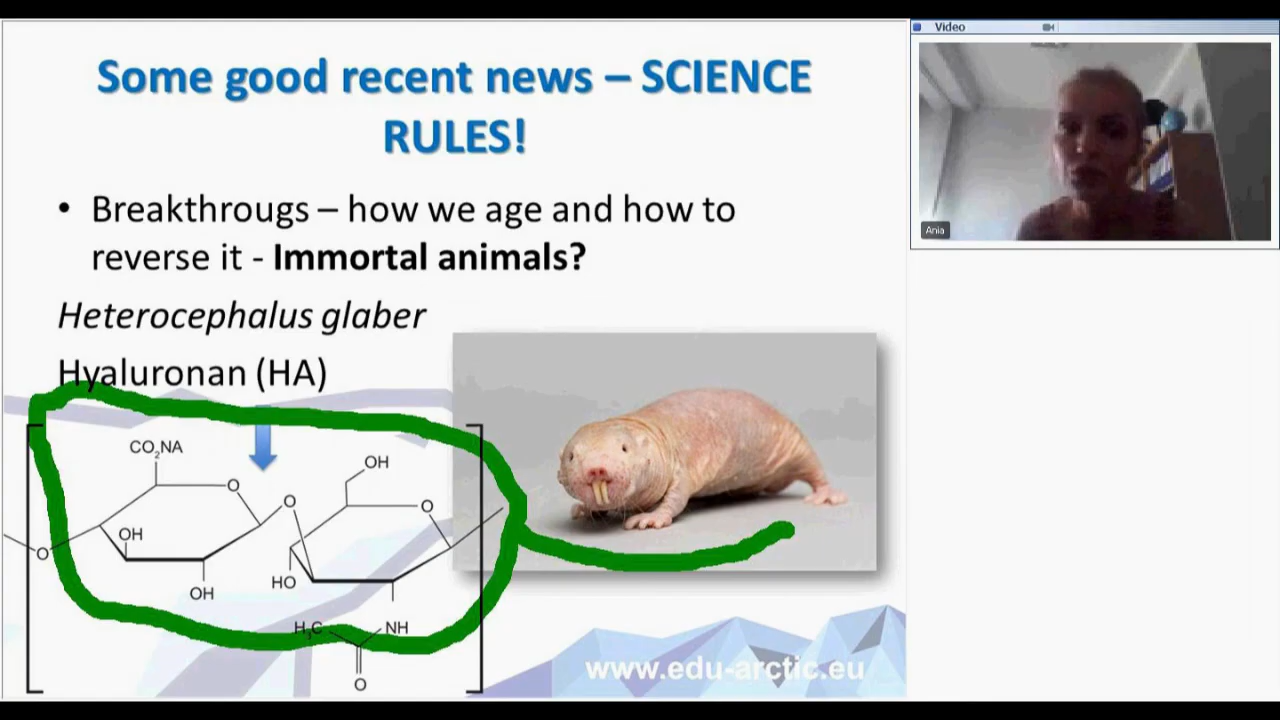 Some good recent news – SCIENCE
RULES!
• Breakthrougs – how we age and how to
reverse it - Immortal animals?
Heterocephalus glaber
Hyaluronan (HA)
CO₂NA
O
O
OH
OH
O
OH
O
HO
H₃C
NH
O
www.edu-arctic.eu
Video
Ania